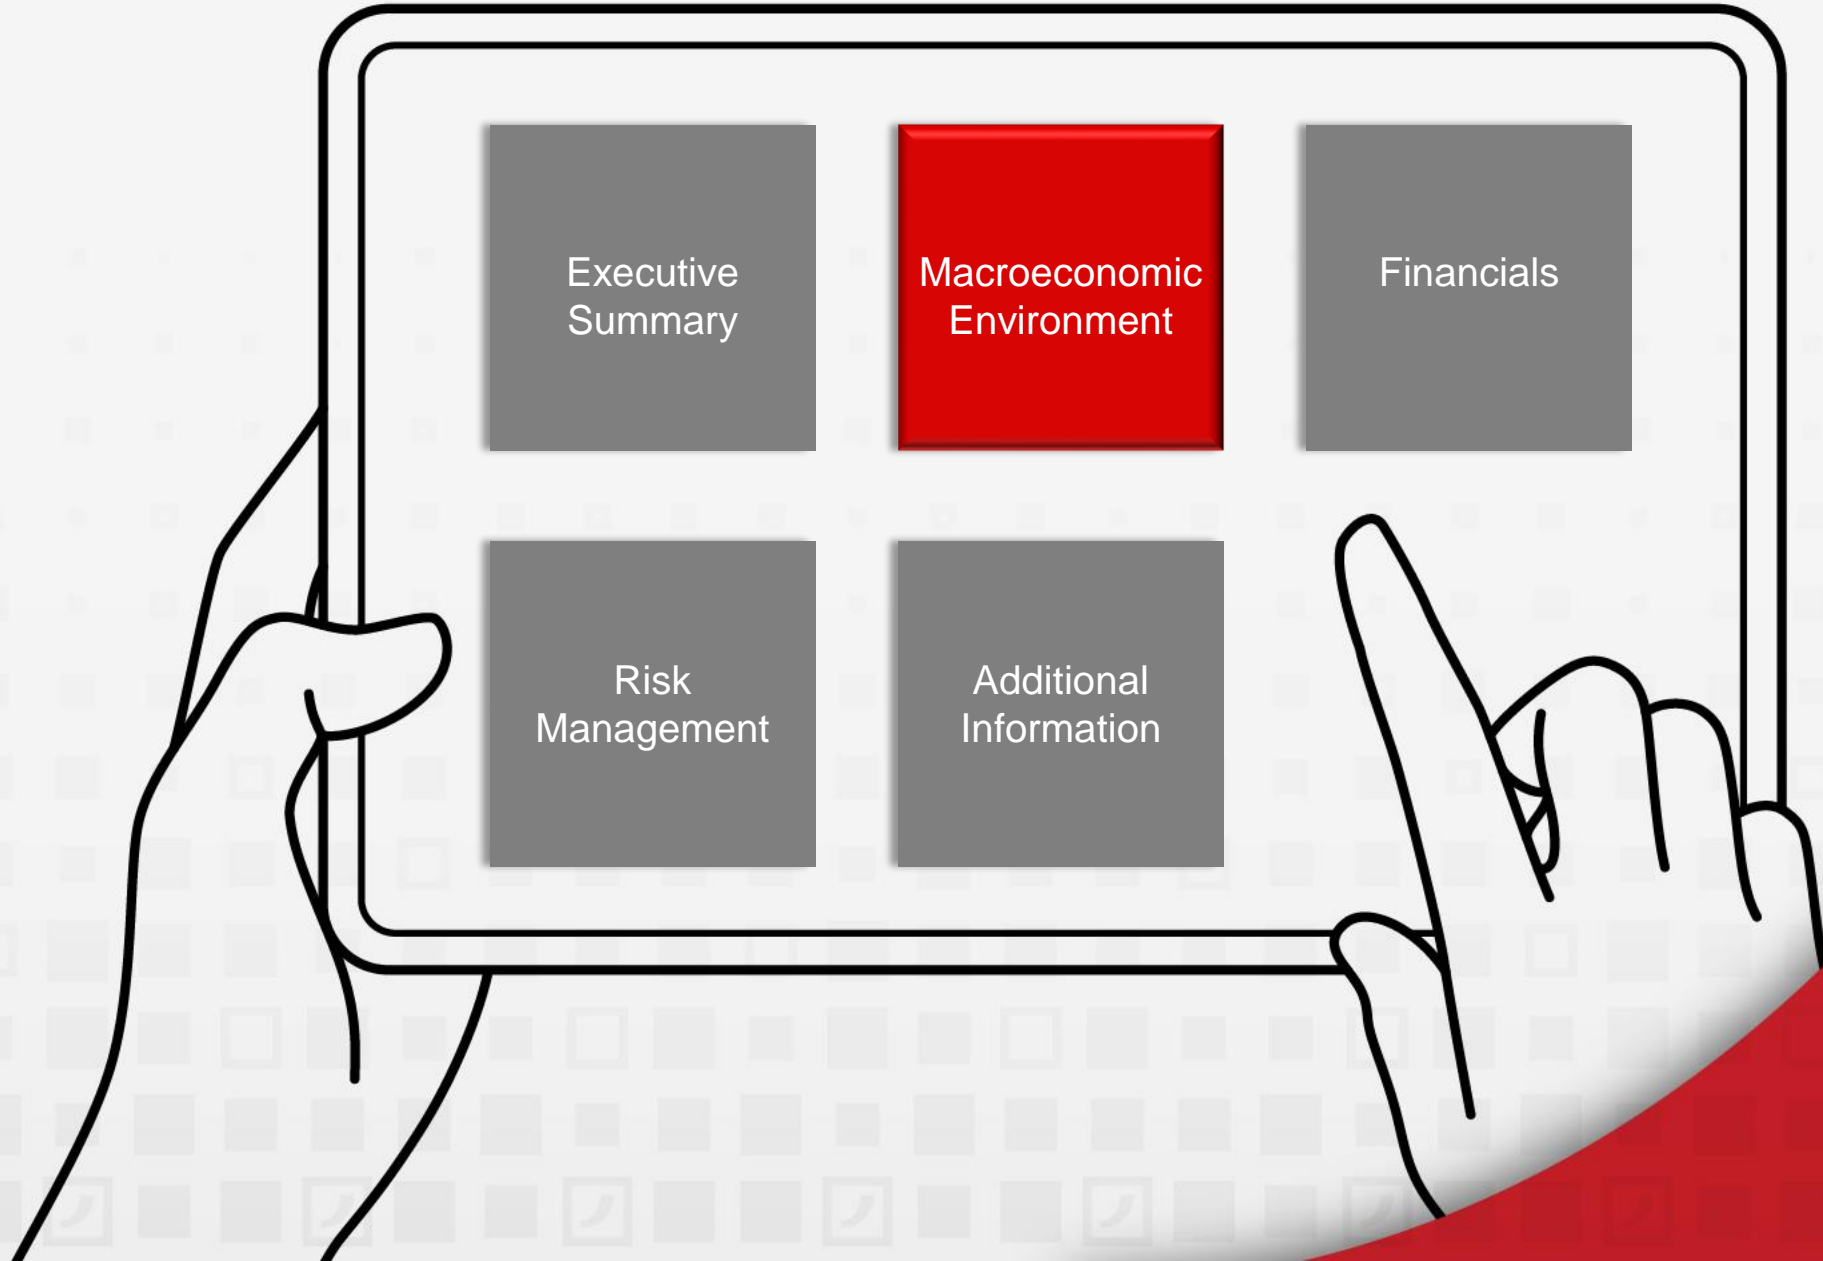 Executive
Summary
Macroeconomic
Environment
Financials
Risk
Management
Additional
Information